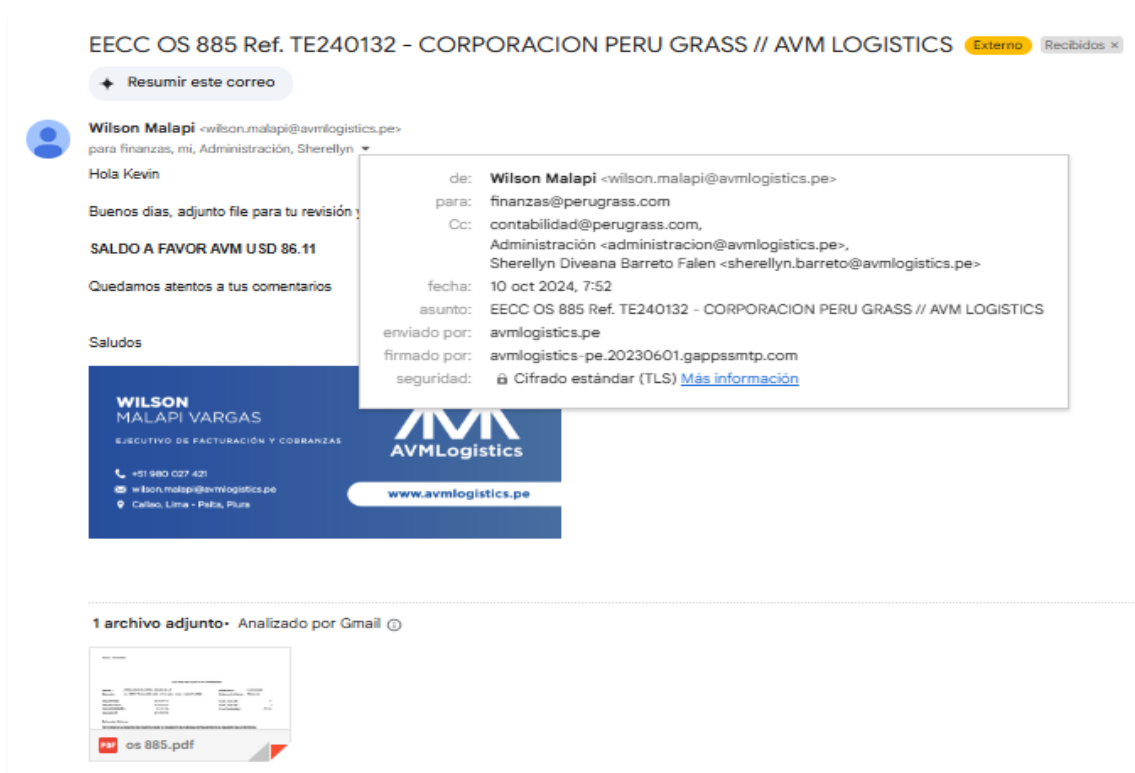 EECC OS 885 Ref. TE240132 - CORPORACION PERU GRASS // AVM LOGISTICS Externo Recibidos ×
Resumir este correo
Wilson Malapi <wilson.malapi@avmlogistics.pe>
para finanzas, mi, Administración, Sherellyn
Hola Kevin
Buenos dias, adjunto file para tu revisión
SALDO A FAVOR AVM USD 86.11
Quedamos atentos a tus comentarios
Saludos
de: Wilson Malapi <wilson.malapi@avmlogistics.pe>
para: finanzas@perugrass.com
Cc: contabilidad@perugrass.com,
Administración <administracion@avmlogistics.pe>,
Sherellyn Diveana Barreto Falen <sherellyn.barreto@avmlogistics.pe>
fecha: 10 oct 2024, 7:52
asunto: EECC OS 885 Ref. TE240132 - CORPORACION PERU GRASS // AVM LOGISTICS
enviado por: avmlogistics.pe
firmado por: avmlogistics-pe.20230601.gappssmtp.com
seguridad: Cifrado estándar (TLS) Más información
WILSON
MALAPI VARGAS
EJECUTIVO DE FACTURACIÓN Y COBRANZAS
+51 980 027 421
wilson.malapi@avmlogistics.pe
Callao, Lima - Paita, Piura
AVMLogistics
www.avmlogistics.pe
1 archivo adjunto• Analizado por Gmail
PDF os 885.pdf